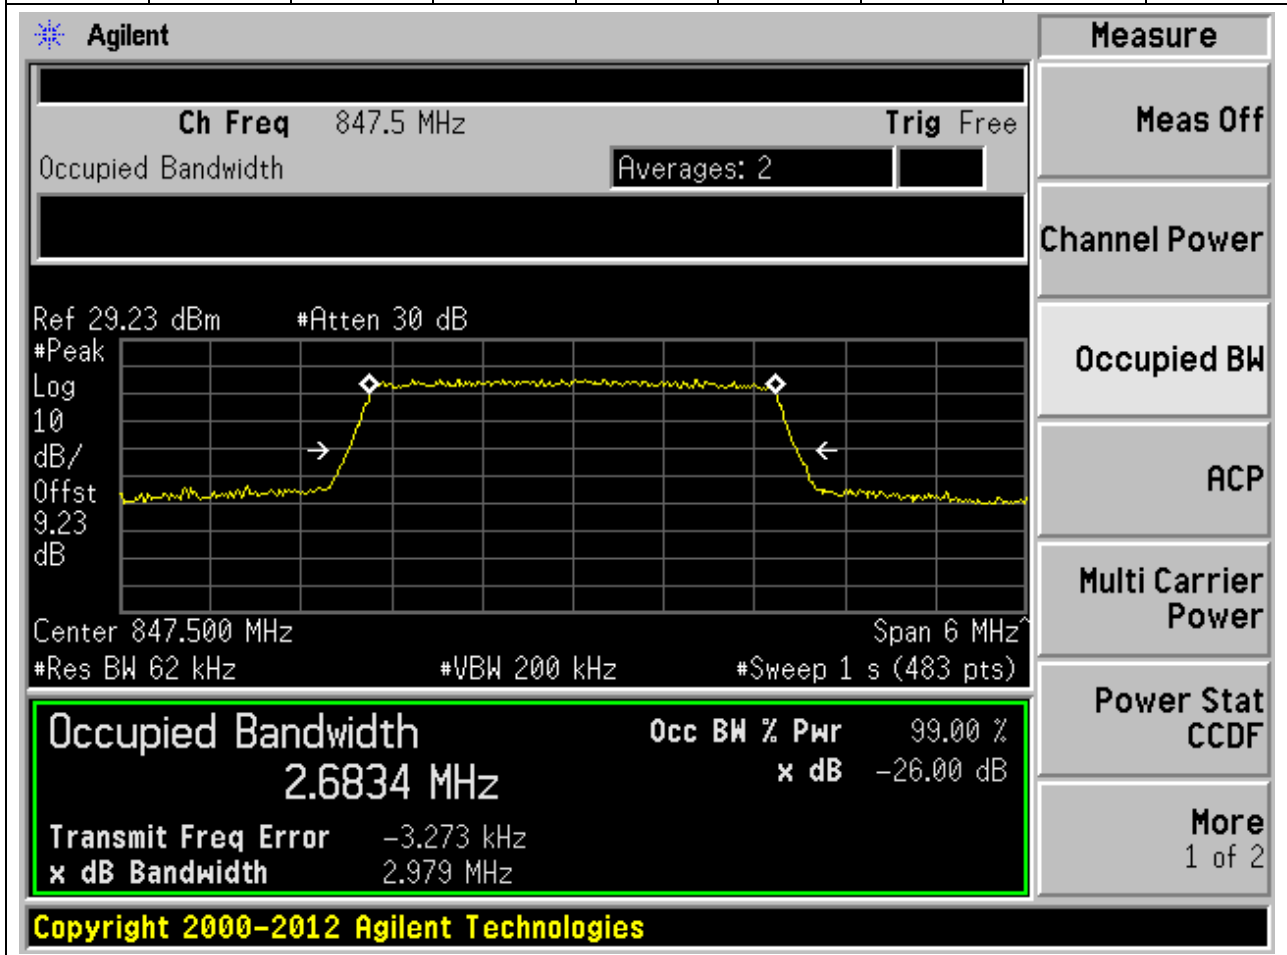 Agilent
Measure
Ch Freq 847.5 MHz Trig Free
Occupied Bandwidth Averages: 2
Meas Off
Channel Power
Occupied BW
ACP
Multi Carrier
Power
Power Stat
CCDF
More
1 of 2
Ref 29.23 dBm #Atten 30 dB
#Peak
Log
10
dB/
Offst
9.23
dB
Center 847.500 MHz Span 6 MHz^
#Res BW 62 kHz #VBW 200 kHz #Sweep 1 s (483 pts)
Occupied Bandwidth Occ BW % Pwr 99.00 %
2.6834 MHz x dB -26.00 dB
Transmit Freq Error -3.273 kHz
x dB Bandwidth 2.979 MHz
Copyright 2000-2012 Agilent Technologies